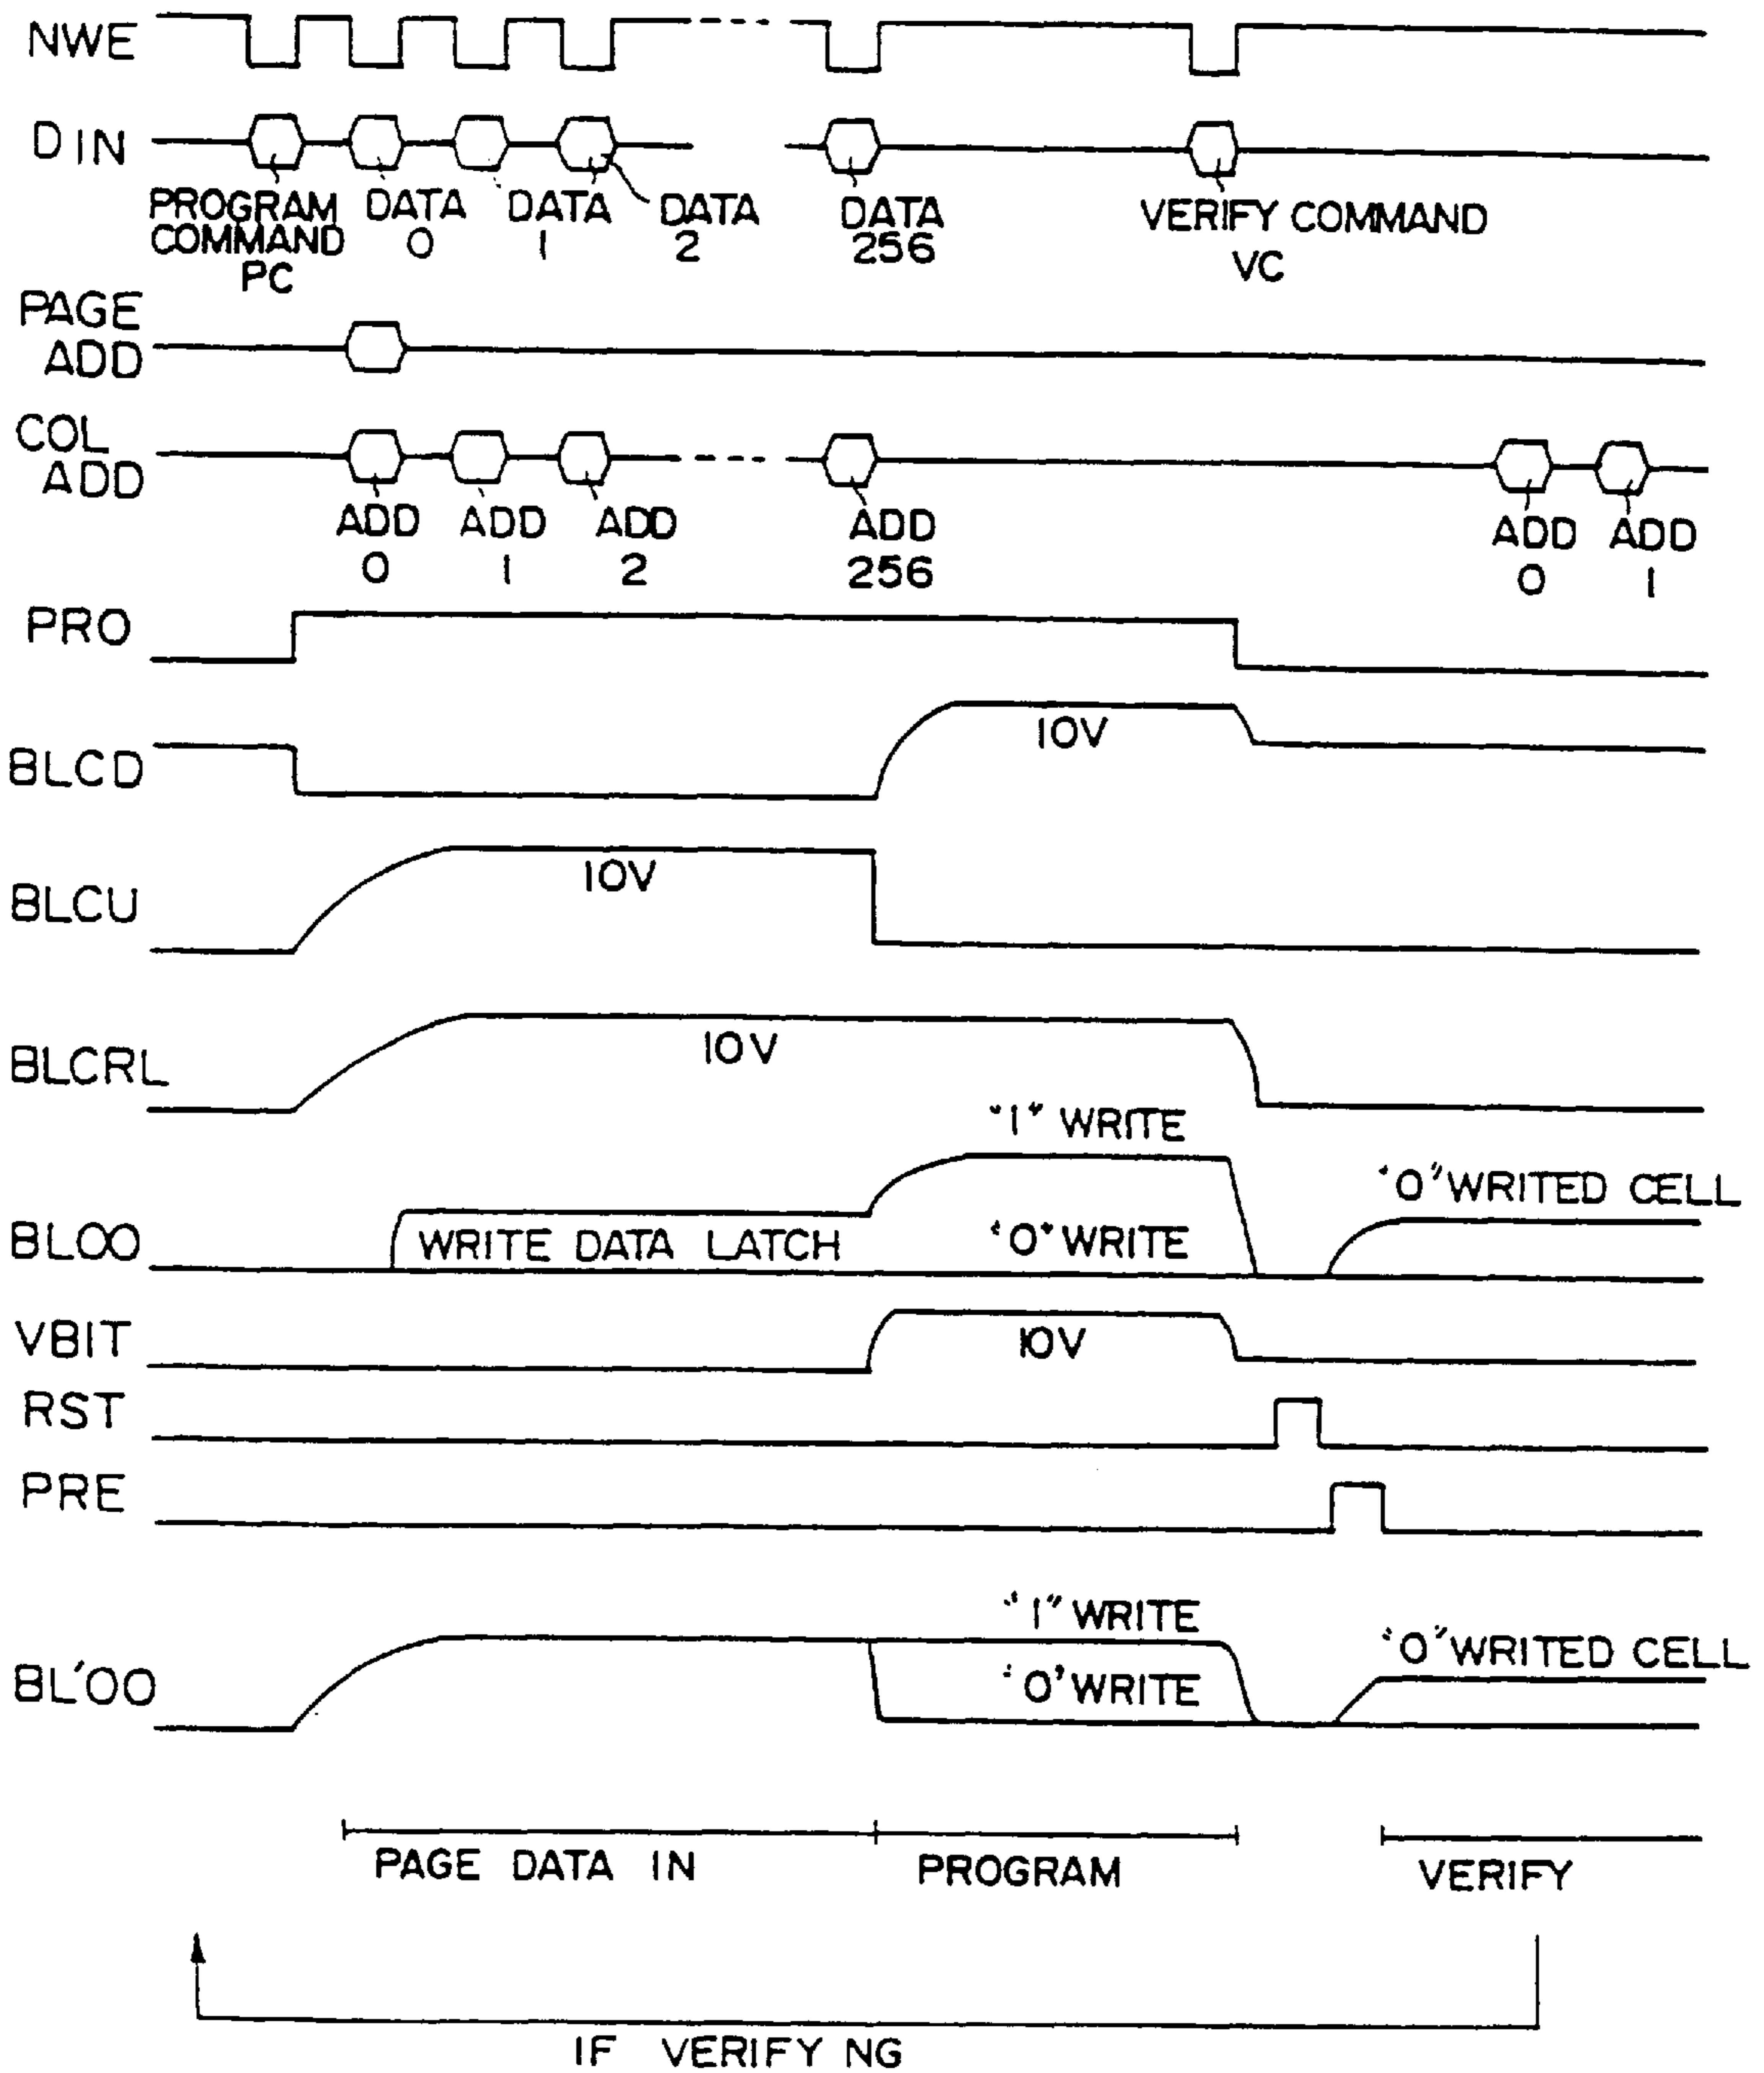 NWE
DIN
PROGRAM COMMAND PC
DATA 0
DATA 1
DATA 2
DATA 256
VERIFY COMMAND VC
PAGE ADD
COL ADD
ADD 0
ADD 1
ADD 2
ADD 256
ADD 0
ADD 1
PRO
BLCD
10V
BLCU
10V
BLCRL
10V
BL00
WRITE DATA LATCH
"1" WRITE
"0" WRITE
"0" WRITED CELL
VBIT
10V
RST
PRE
BL'00
"1" WRITE
'0' WRITE
"0" WRITED CELL
PAGE DATA IN
PROGRAM
VERIFY
IF VERIFY NG